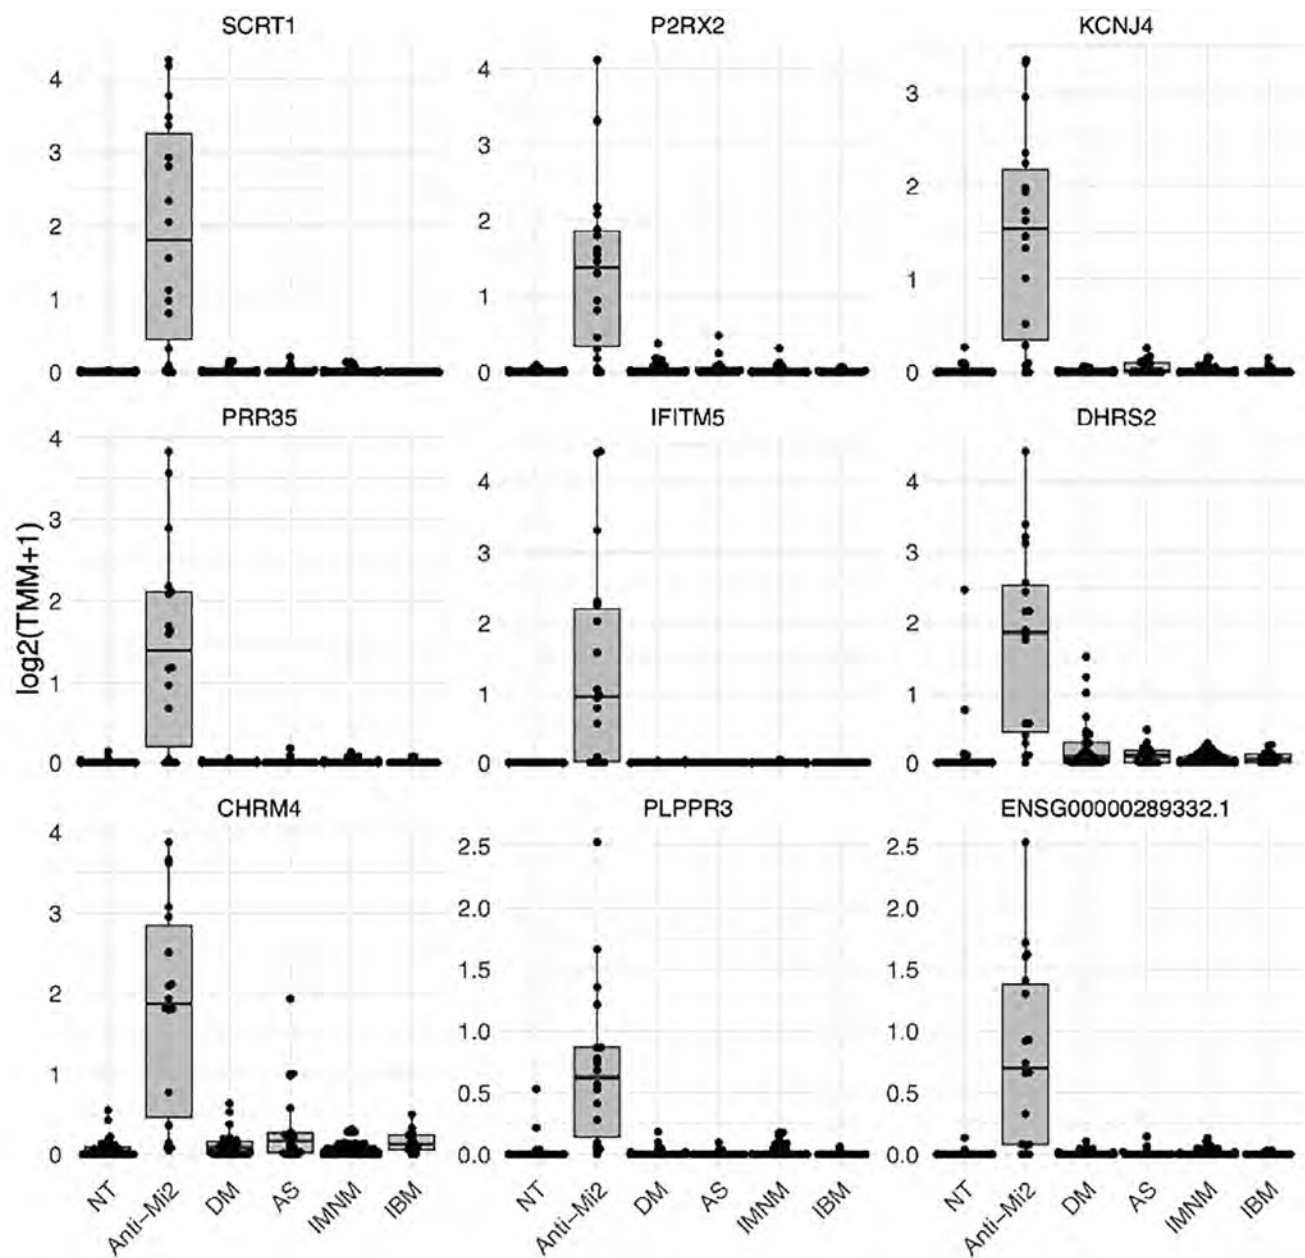 SCRT1 P2RX2 KCNJ4
4 4 3
3 3 2
2 2 1
1 1 0
0 0
PRR35 IFITM5 DHRS2
4 4 4
3 3 3
2 2 2
1 1 1
0 0 0
log2(TMM+1)
CHRM4 PLPPR3 ENSG00000289332.1
4 2.5 2.5
3 2.0 2.0
2 1.5 1.5
1 1.0 1.0
0 0.5 0.5
0.0 0.0
NT Anti-Mi2 DM AS IMNM IBM NT Anti-Mi2 DM AS IMNM IBM NT Anti-Mi2 DM AS IMNM IBM